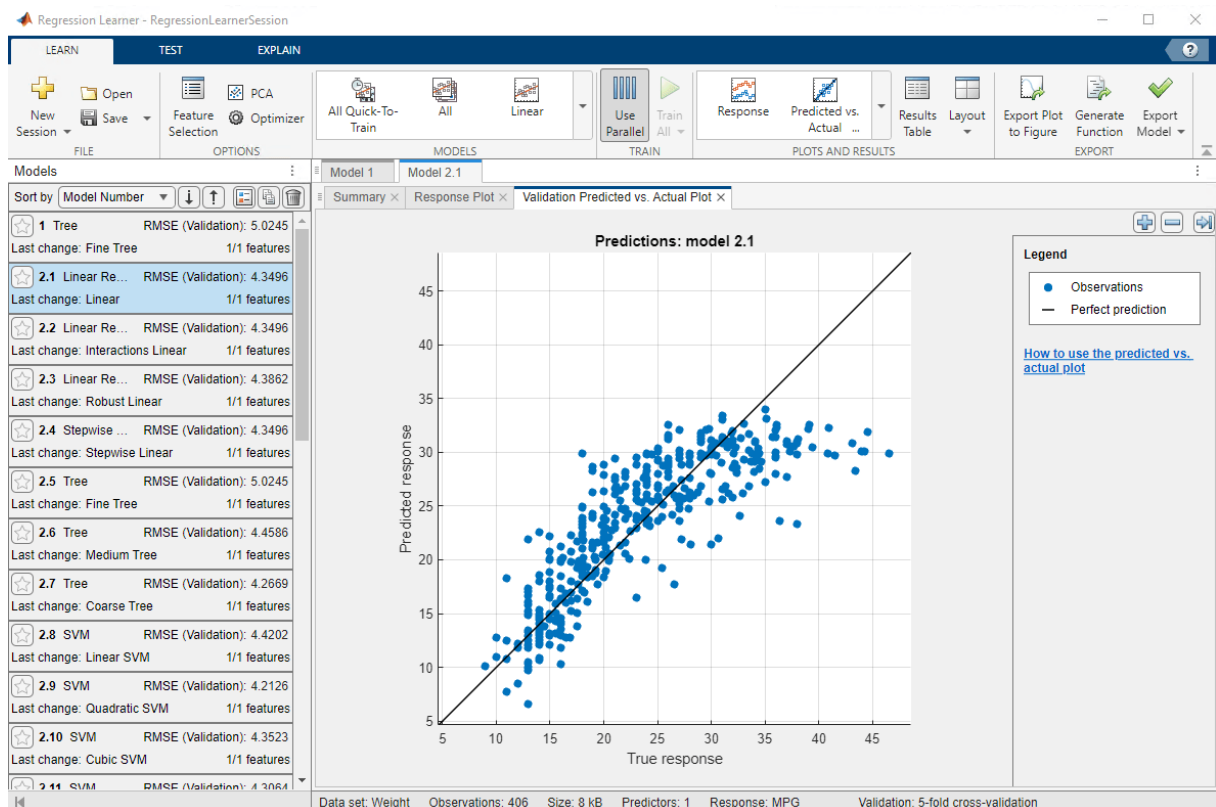 Regression Learner - RegressionLearnerSession
LEARN TEST EXPLAIN
New Session
Open
Save
FILE
Feature Selection
PCA
Optimizer
OPTIONS
All Quick-To-Train
All
Linear
MODELS
Use Parallel
Train All
TRAIN
Response
Predicted vs. Actual ...
Results Table
Layout
PLOTS AND RESULTS
Export Plot to Figure
Generate Function
Export Model
EXPORT
Models
Sort by Model Number
1 Tree RMSE (Validation): 5.0245
Last change: Fine Tree 1/1 features
2.1 Linear Re... RMSE (Validation): 4.3496
Last change: Linear 1/1 features
2.2 Linear Re... RMSE (Validation): 4.3496
Last change: Interactions Linear 1/1 features
2.3 Linear Re... RMSE (Validation): 4.3862
Last change: Robust Linear 1/1 features
2.4 Stepwise ... RMSE (Validation): 4.3496
Last change: Stepwise Linear 1/1 features
2.5 Tree RMSE (Validation): 5.0245
Last change: Fine Tree 1/1 features
2.6 Tree RMSE (Validation): 4.4586
Last change: Medium Tree 1/1 features
2.7 Tree RMSE (Validation): 4.2669
Last change: Coarse Tree 1/1 features
2.8 SVM RMSE (Validation): 4.4202
Last change: Linear SVM 1/1 features
2.9 SVM RMSE (Validation): 4.2126
Last change: Quadratic SVM 1/1 features
2.10 SVM RMSE (Validation): 4.3523
Last change: Cubic SVM 1/1 features
2.11 SVM RMSE (Validation): 4.3064
Model 1 Model 2.1
Summary Response Plot Validation Predicted vs. Actual Plot
Predictions: model 2.1
Predicted response
45
40
35
30
25
20
15
10
5
5 10 15 20 25 30 35 40 45
True response
Legend
Observations
Perfect prediction
How to use the predicted vs.
actual plot
Data set: Weight Observations: 406 Size: 8 kB Predictors: 1 Response: MPG Validation: 5-fold cross-validation